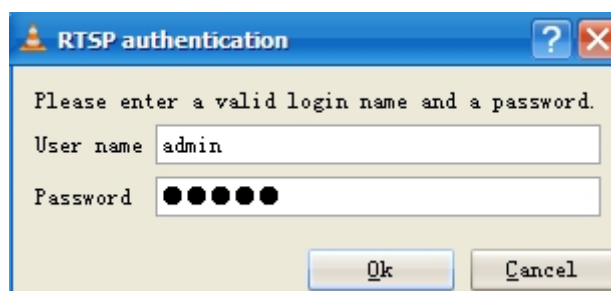 RTSP authentication
Please enter a valid login name and a password.
User name admin
Password ●●●●●
Ok Cancel